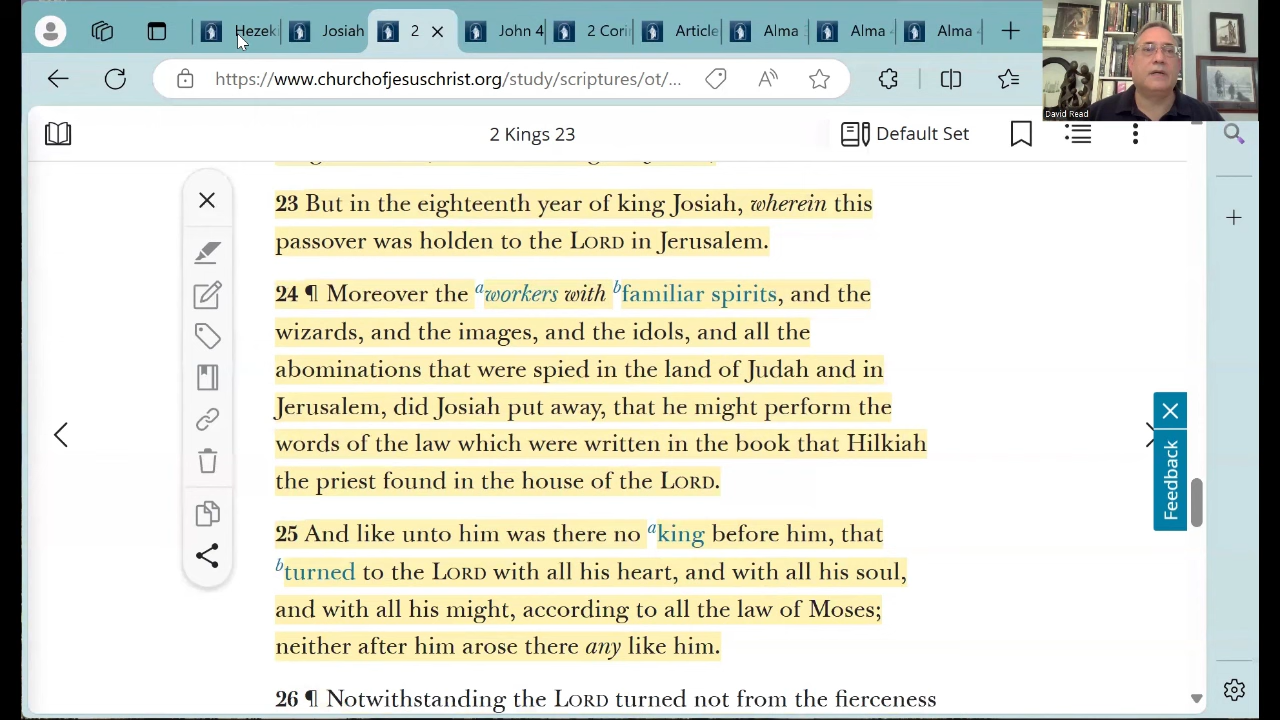 Hezek
Josiah
2
John 4
2 Cori
Article
Alma
Alma
Alma
https://www.churchofjesuschrist.org/study/scriptures/ot/...
David Read
2 Kings 23
Default Set
23 But in the eighteenth year of king Josiah, wherein this
passover was holden to the LORD in Jerusalem.
24 ¶ Moreover the a workers with b familiar spirits, and the
wizards, and the images, and the idols, and all the
abominations that were spied in the land of Judah and in
Jerusalem, did Josiah put away, that he might perform the
words of the law which were written in the book that Hilkiah
the priest found in the house of the LORD.
25 And like unto him was there no a king before him, that
b turned to the LORD with all his heart, and with all his soul,
and with all his might, according to all the law of Moses;
neither after him arose there any like him.
26 ¶ Notwithstanding the LORD turned not from the fierceness
Feedback